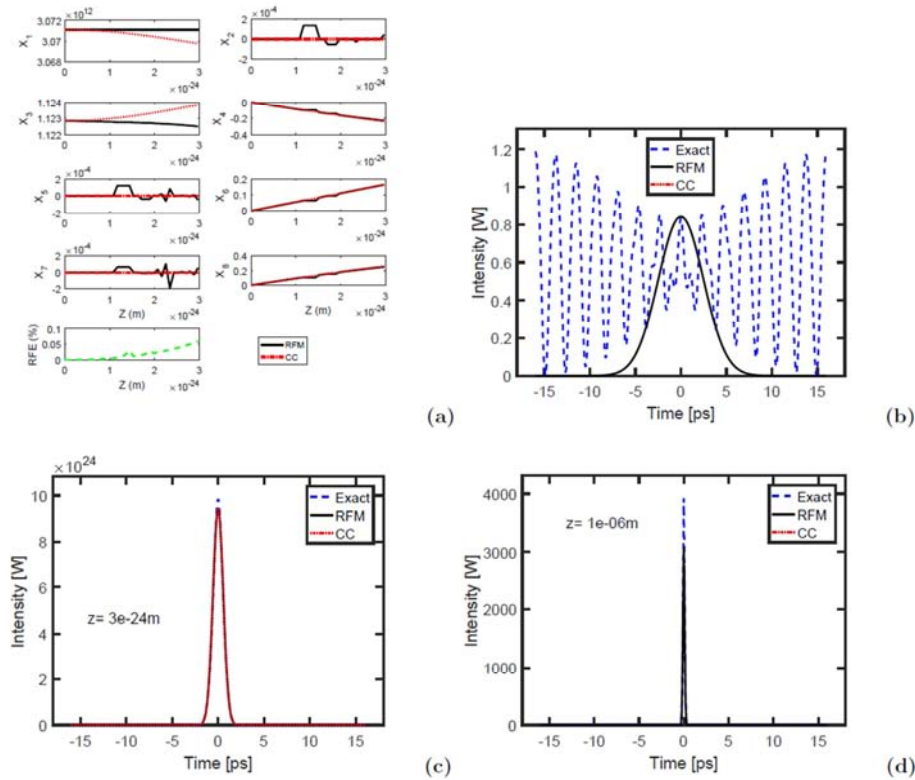 ×10¹² ×10⁻⁴
3.072 2
X₁ 3.07 X₂ 0
3.068 -2
0 1 2 3 0 1 2 3
×10⁻²⁴ ×10⁻²⁴
1.124 0
X₃ 1.123 X₄ -0.2
1.122 -0.4
0 1 2 3 0 1 2 3
×10⁻⁴ ×10⁻²⁴ ×10⁻²⁴
2 0.2
X₅ 0 X₆ 0.1
-2 0
0 1 2 3 0 1 2 3
×10⁻⁴ ×10⁻²⁴ ×10⁻²⁴
2 0.4
X₇ 0 X₈ 0.2
-2 0
0 1 2 3 0 1 2 3
Z (m) ×10⁻²⁴ Z (m) ×10⁻²⁴
0.1
RFE (%) 0.05
0
0 1 2 3
Z (m) ×10⁻²⁴
RFM
CC
(a)
Intensity [W]
1.2
1
0.8
0.6
0.4
0.2
0
-15 -10 -5 0 5 10 15
Time [ps]
Exact
RFM
CC
(b)
×10²⁴
Intensity [W]
10
8
6
4
2
0
-15 -10 -5 0 5 10 15
Time [ps]
z= 3e-24m
Exact
RFM
CC
(c)
Intensity [W]
4000
3000
2000
1000
0
-15 -10 -5 0 5 10 15
Time [ps]
z= 1e-06m
Exact
RFM
CC
(d)